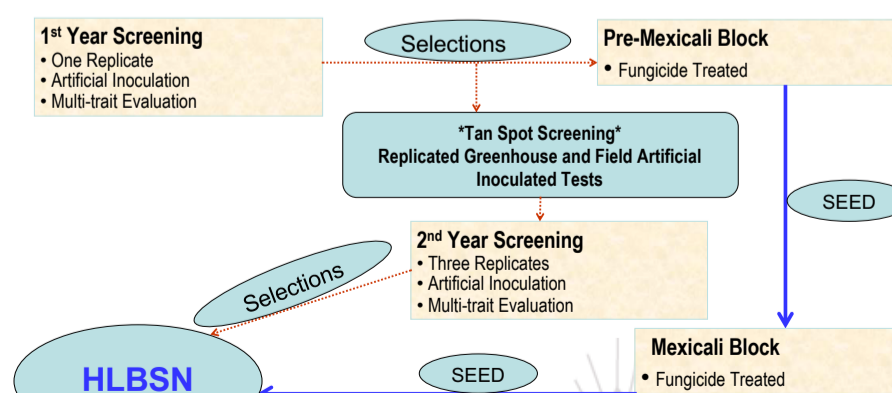 1st Year Screening
• One Replicate
• Artificial Inoculation
• Multi-trait Evaluation
Selections
Pre-Mexicali Block
• Fungicide Treated
*Tan Spot Screening*
Replicated Greenhouse and Field Artificial
Inoculated Tests
SEED
2nd Year Screening
• Three Replicates
• Artificial Inoculation
• Multi-trait Evaluation
Selections
Mexicali Block
• Fungicide Treated
SEED
HLBSN